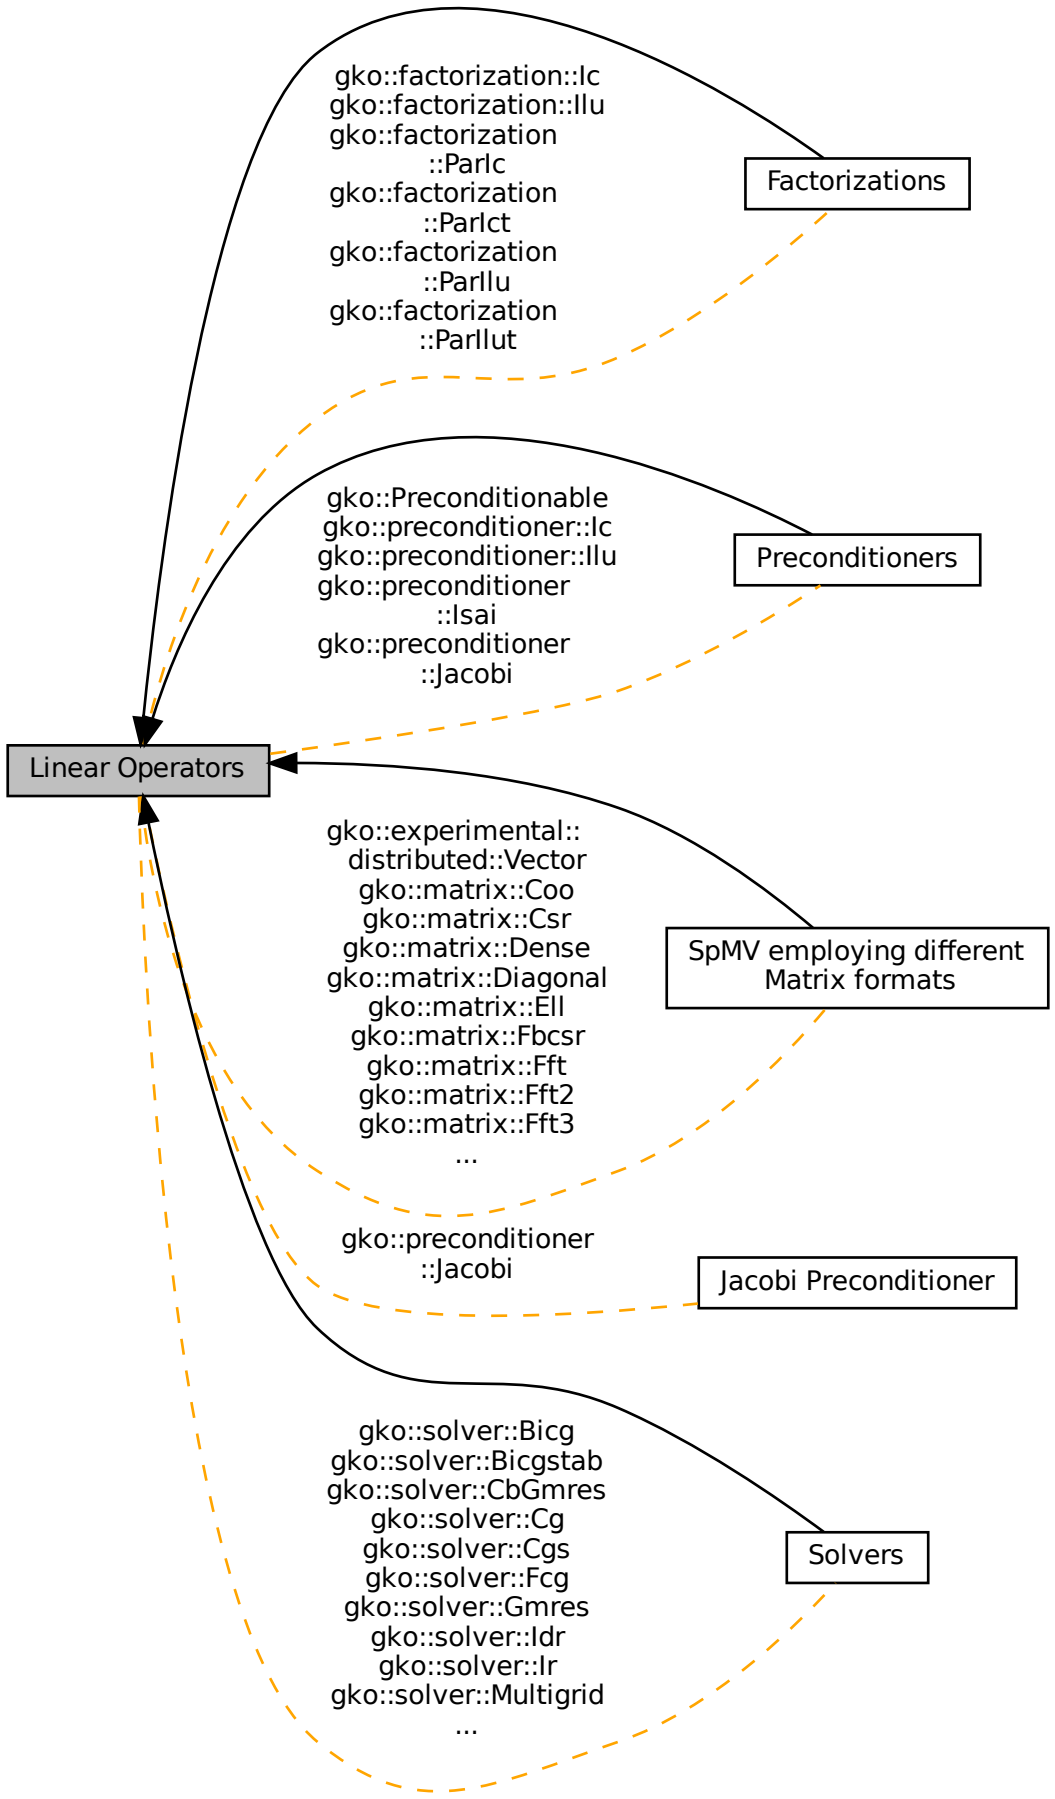 gko::factorization::Ic
gko::factorization::Ilu
gko::factorization
::ParIc
gko::factorization
::ParIct
gko::factorization
::ParIlu
gko::factorization
::ParIlut
Factorizations
gko::Preconditionable
gko::preconditioner::Ic
gko::preconditioner::Ilu
gko::preconditioner
::Isai
gko::preconditioner
::Jacobi
Preconditioners
Linear Operators
gko::experimental::
distributed::Vector
gko::matrix::Coo
gko::matrix::Csr
gko::matrix::Dense
gko::matrix::Diagonal
gko::matrix::Ell
gko::matrix::Fbcsr
gko::matrix::Fft
gko::matrix::Fft2
gko::matrix::Fft3
...
SpMV employing different
Matrix formats
gko::preconditioner
::Jacobi
Jacobi Preconditioner
gko::solver::Bicg
gko::solver::Bicgstab
gko::solver::CbGmres
gko::solver::Cg
gko::solver::Cgs
gko::solver::Fcg
gko::solver::Gmres
gko::solver::Idr
gko::solver::Ir
gko::solver::Multigrid
...
Solvers